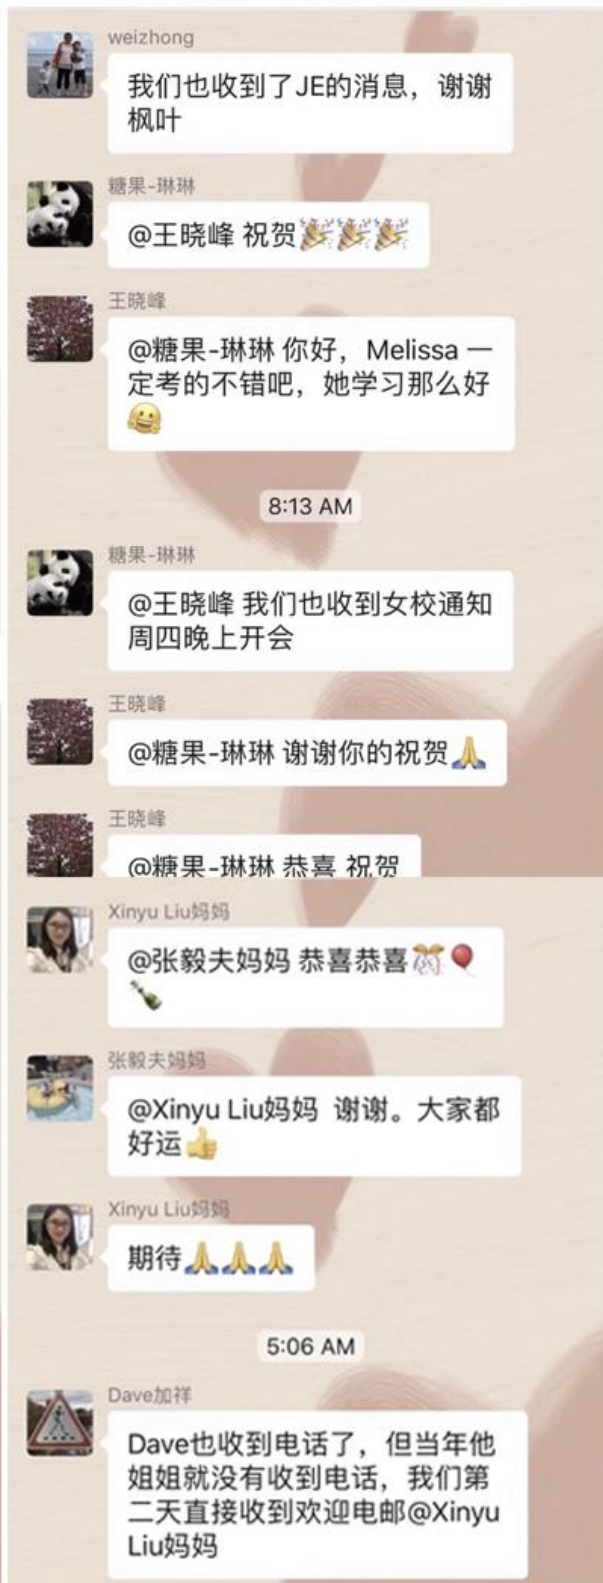 weizhong
我们也收到了JE的消息，谢谢
枫叶
糖果-琳琳
@王晓峰 祝贺🎉🎉🎉
王晓峰
@糖果-琳琳 你好，Melissa 一
定考的不错吧，她学习那么好
🤗
8:13 AM
糖果-琳琳
@王晓峰 我们也收到女校通知
周四晚上开会
王晓峰
@糖果-琳琳 谢谢你的祝贺🙏
王晓峰
@糖果-琳琳 恭喜 祝贺
Xinyu Liu妈妈
@张毅夫妈妈 恭喜恭喜🎊🎈
🍾
张毅夫妈妈
@Xinyu Liu妈妈 谢谢。大家都
好运👍
Xinyu Liu妈妈
期待🙏🙏🙏
5:06 AM
Dave加祥
Dave也收到电话了，但当年他
姐姐就没有收到电话，我们第
二天直接收到欢迎电邮@Xinyu
Liu妈妈